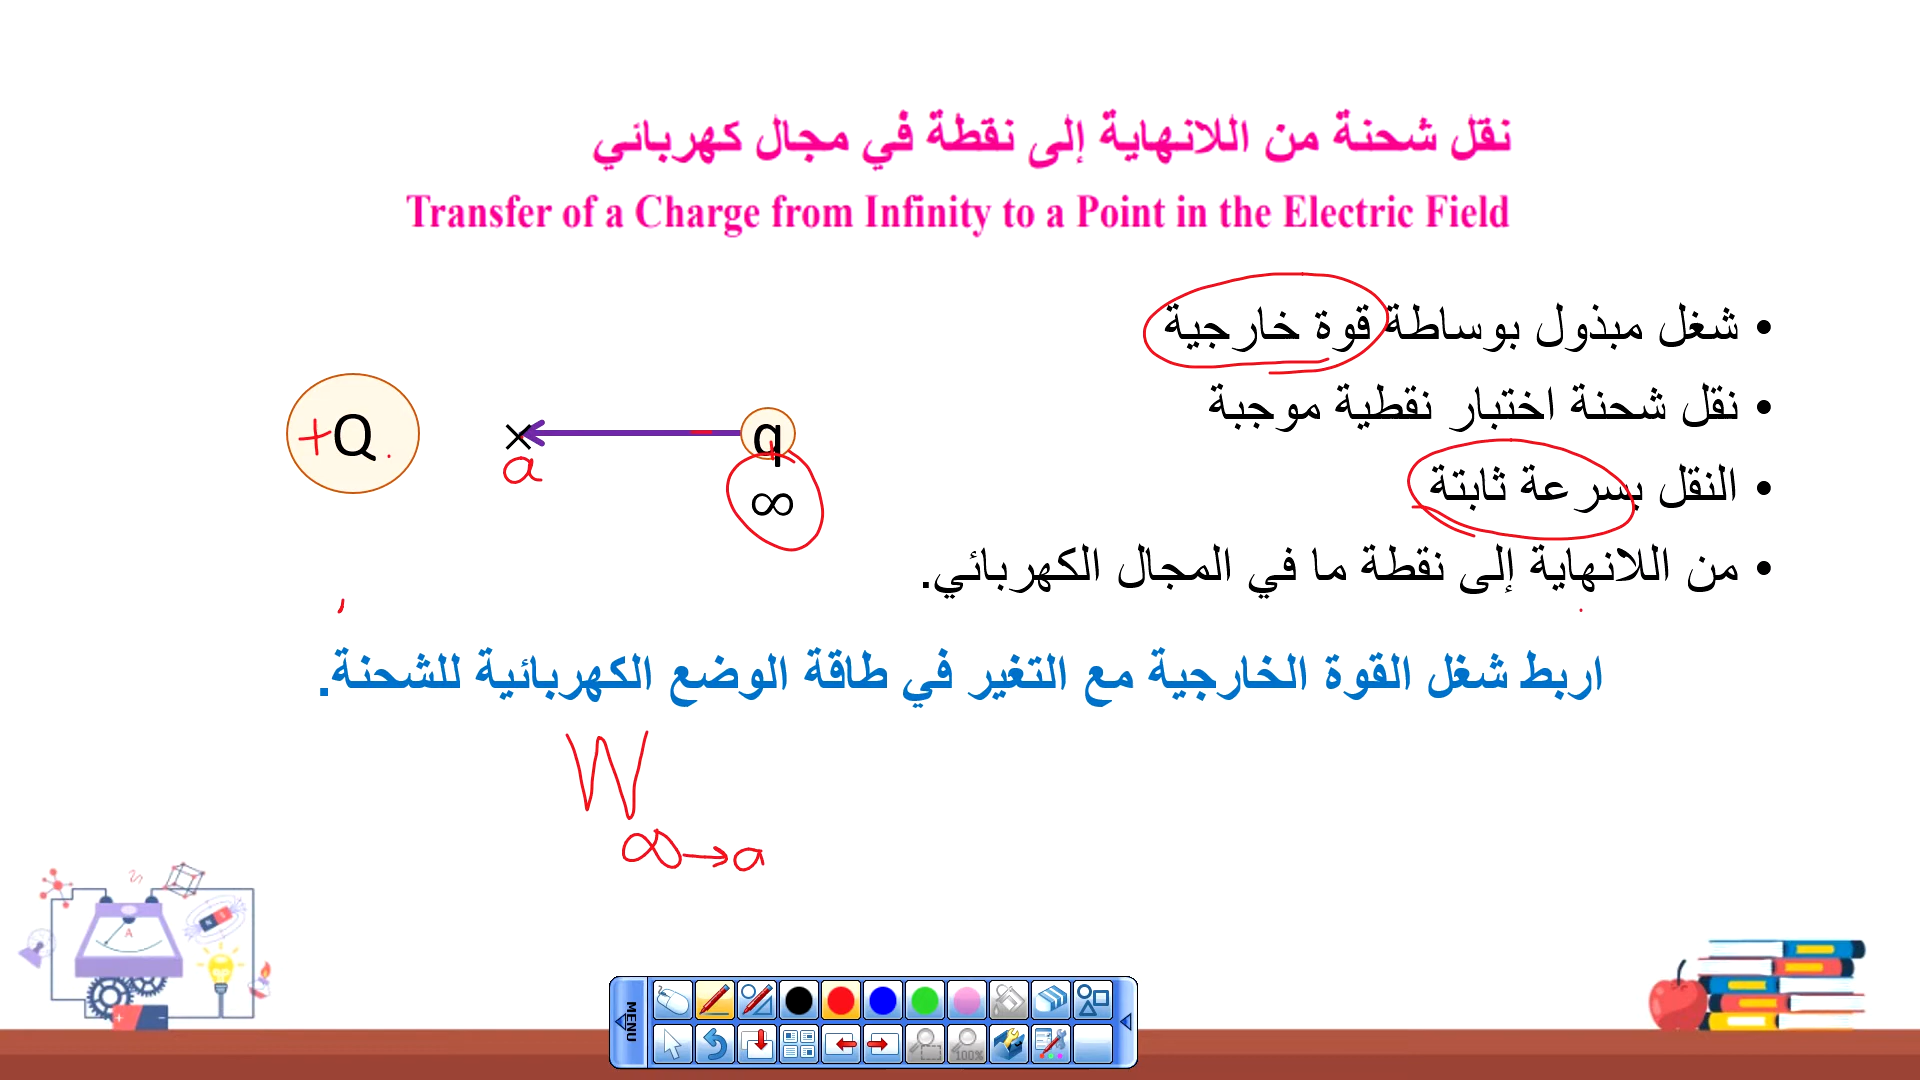 نقل شحنة من اللانهاية إلى نقطة في مجال كهربائي
Transfer of a Charge from Infinity to a Point in the Electric Field
• شغل مبذول بوساطة قوة خارجية
• نقل شحنة اختبار نقطية موجبة
• النقل بسرعة ثابتة
• من اللانهاية إلى نقطة ما في المجال الكهربائي.
+Q
×
q
+
a
∞
اربط شغل القوة الخارجية مع التغير في طاقة الوضع الكهربائية للشحنة.
W
∞→a
A
MENU
100%